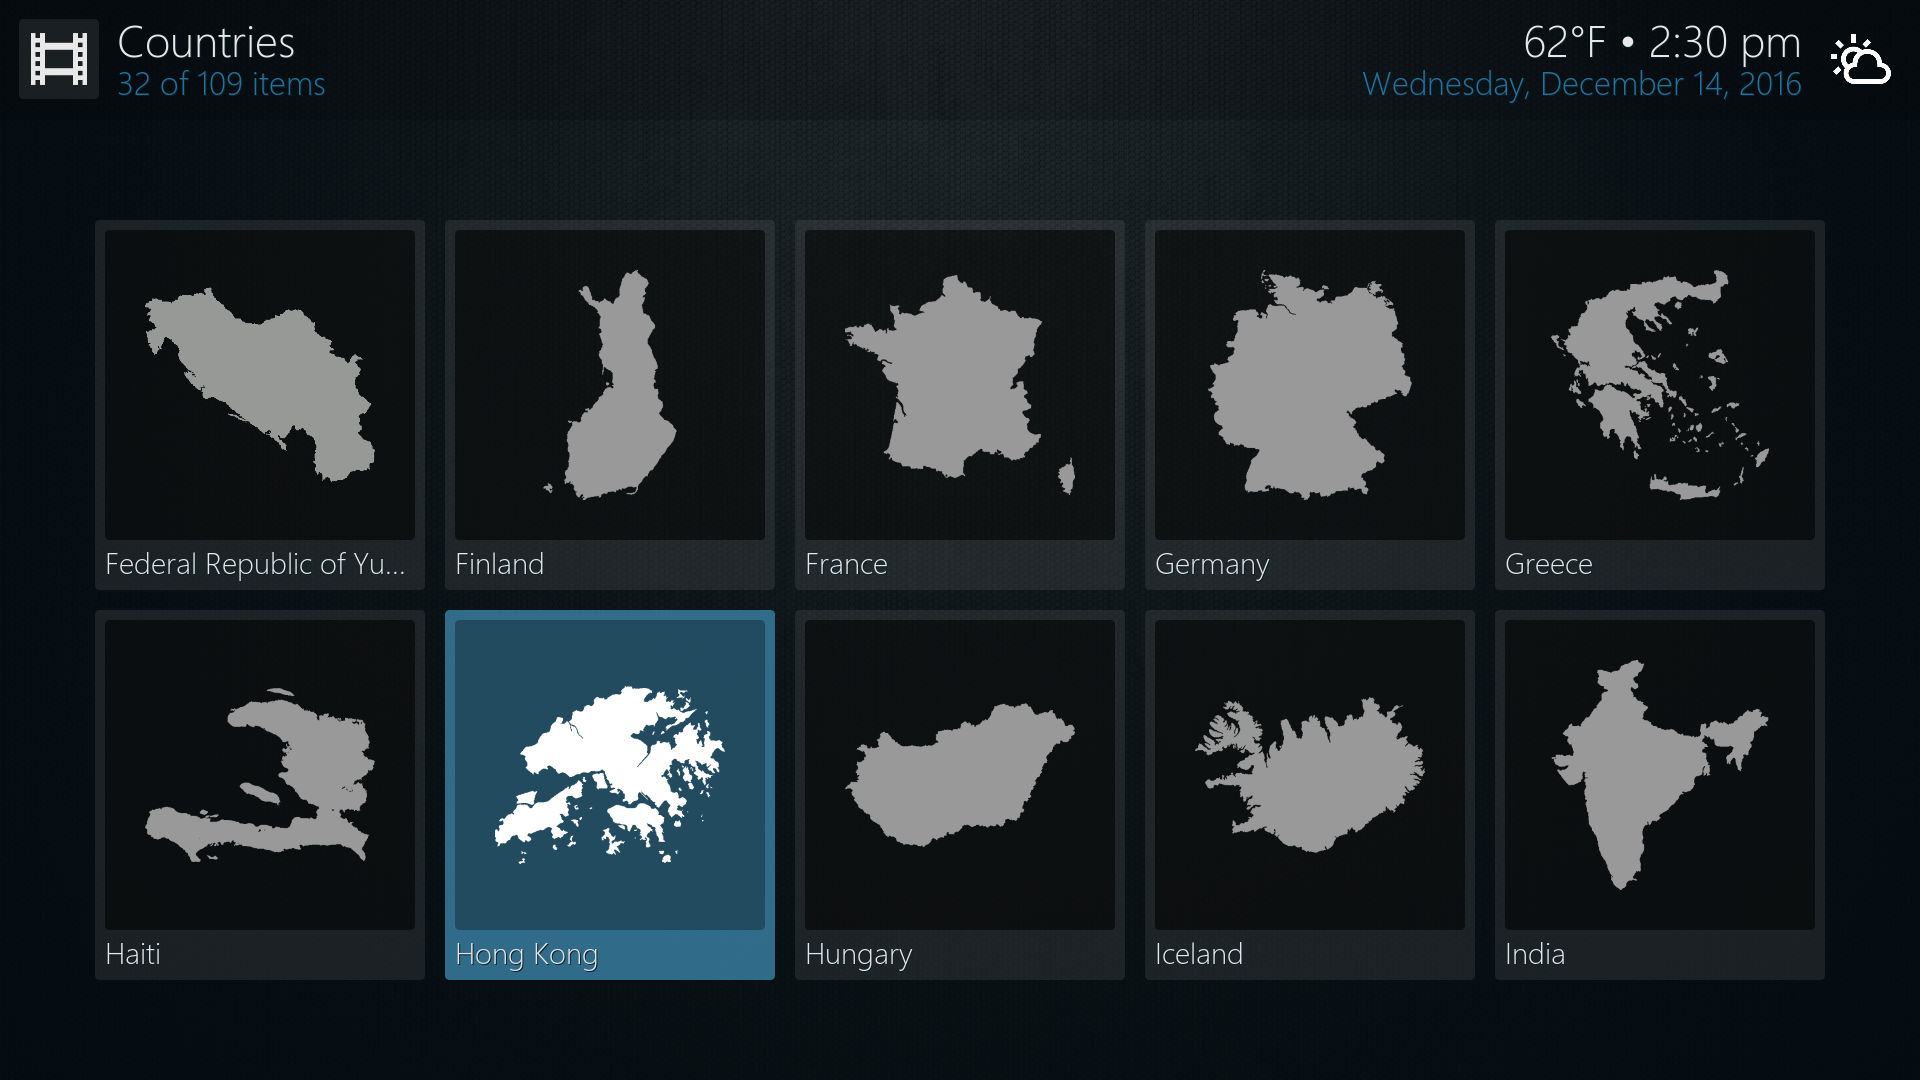 Countries
32 of 109 items
62°F • 2:30 pm
Wednesday, December 14, 2016
Federal Republic of Yu...
Finland
France
Germany
Greece
Haiti
Hong Kong
Hungary
Iceland
India